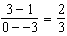 3 − 1 / 0 − −3 = 2 / 3